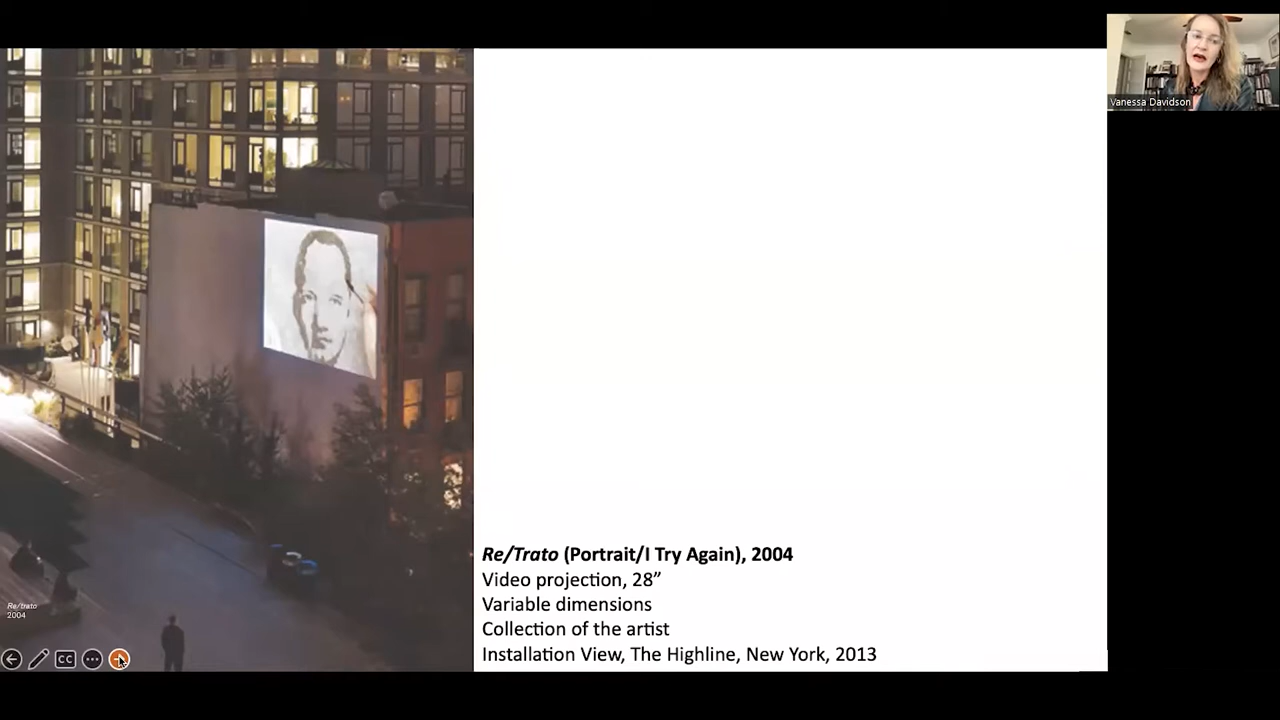 Vanessa Davidson
Re/Trato (Portrait/I Try Again), 2004
Video projection, 28”
Variable dimensions
Collection of the artist
Installation View, The Highline, New York, 2013
Re/trato
2004
CC